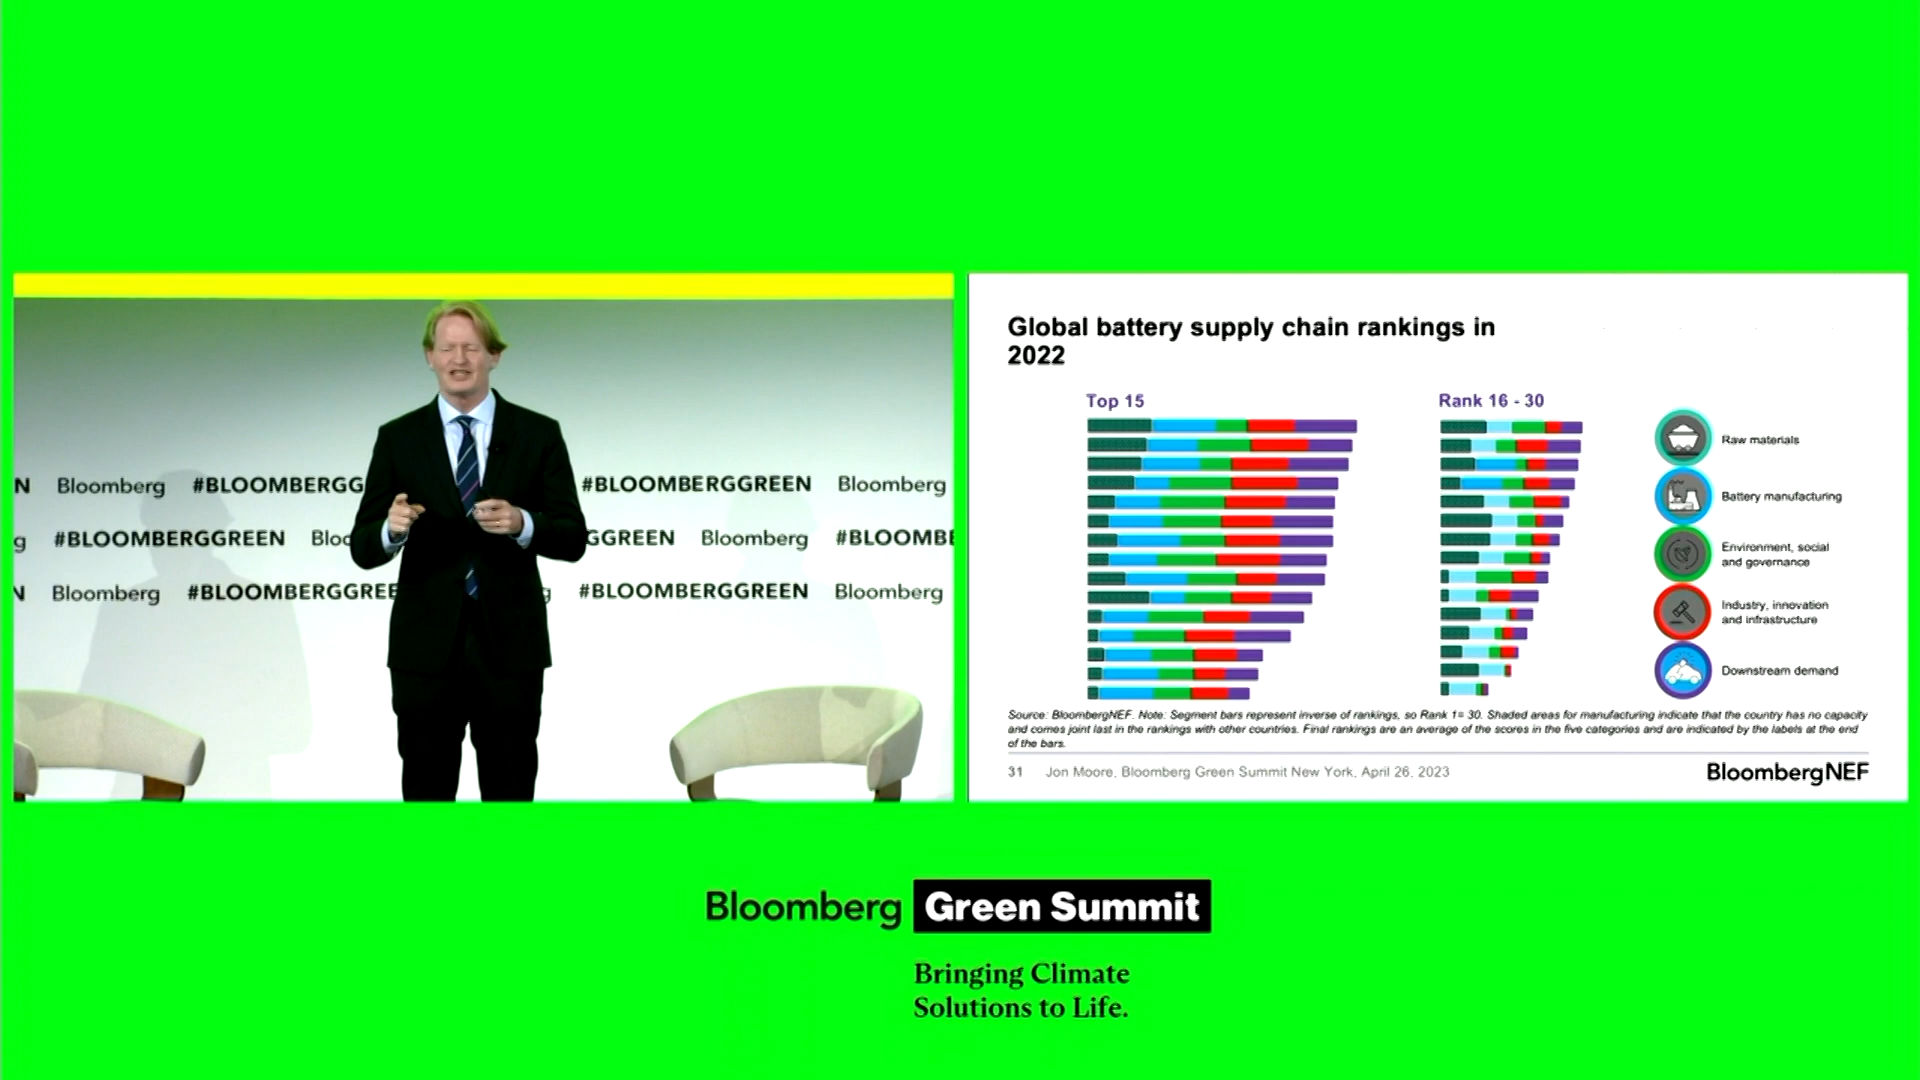 N Bloomberg #BLOOMBERGG #BLOOMBERGGREEN Bloomberg
g #BLOOMBERGGREEN Bloo GGREEN Bloomberg #BLOOMBE
N Bloomberg #BLOOMBERGGREE g #BLOOMBERGGREEN Bloomberg
Global battery supply chain rankings in
2022
Top 15
Rank 16 - 30
Raw materials
Battery manufacturing
Environment, social
and governance
Industry, innovation
and infrastructure
Downstream demand
Source: BloombergNEF. Note: Segment bars represent inverse of rankings, so Rank 1= 30. Shaded areas for manufacturing indicate that the country has no capacity
and comes joint last in the rankings with other countries. Final rankings are an average of the scores in the five categories and are indicated by the labels at the end
of the bars.
31 Jon Moore, Bloomberg Green Summit New York, April 26, 2023
BloombergNEF
Bloomberg Green Summit
Bringing Climate
Solutions to Life.